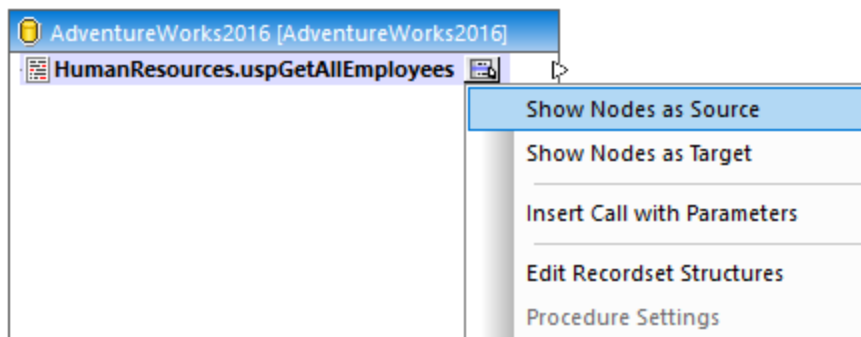 AdventureWorks2016 [AdventureWorks2016]
HumanResources.uspGetAllEmployees
Show Nodes as Source
Show Nodes as Target
Insert Call with Parameters
Edit Recordset Structures
Procedure Settings